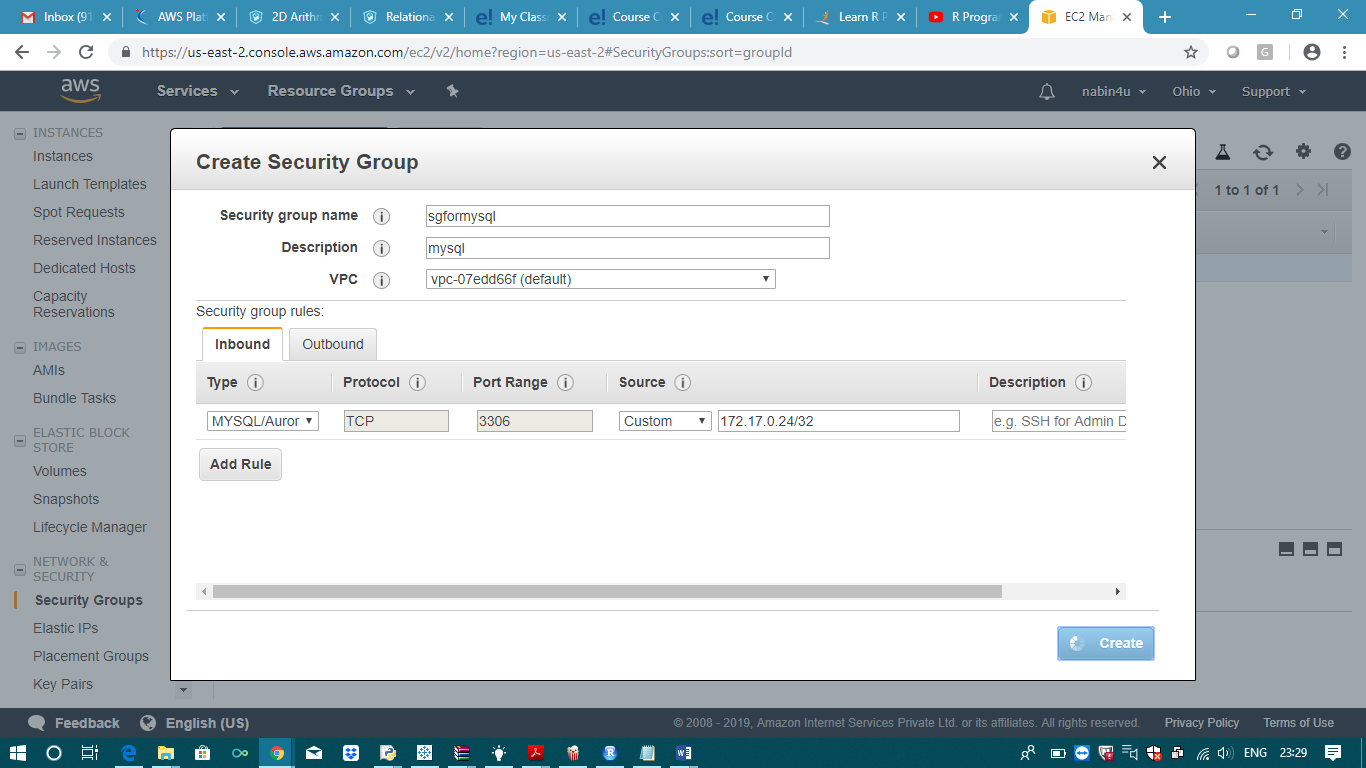 Inbox (91
AWS Platf
2D Arithm
Relationa
My Classe
Course C
Course C
Learn R P
R Progra
EC2 Mana
https://us-east-2.console.aws.amazon.com/ec2/v2/home?region=us-east-2#SecurityGroups:sort=groupId
aws
Services
Resource Groups
nabin4u
Ohio
Support
INSTANCES
Instances
Launch Templates
Spot Requests
Reserved Instances
Dedicated Hosts
Capacity
Reservations
IMAGES
AMIs
Bundle Tasks
ELASTIC BLOCK
STORE
Volumes
Snapshots
Lifecycle Manager
NETWORK &
SECURITY
Security Groups
Elastic IPs
Placement Groups
Key Pairs
1 to 1 of 1
Create Security Group
Security group name
sgformysql
Description
mysql
VPC
vpc-07edd66f (default)
Security group rules:
Inbound
Outbound
Type
Protocol
Port Range
Source
Description
MYSQL/Auror
TCP
3306
Custom
172.17.0.24/32
e.g. SSH for Admin D
Add Rule
Create
Feedback
English (US)
© 2008 - 2019, Amazon Internet Services Private Ltd. or its affiliates. All rights reserved.
Privacy Policy
Terms of Use
ENG
23:29